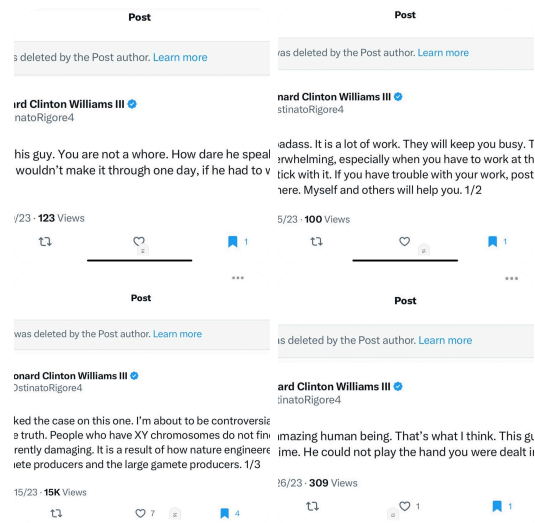 Post
s deleted by the Post author. Learn more
ard Clinton Williams III
natoRigore4
his guy. You are not a whore. How dare he speal
wouldn't make it through one day, if he had to w
/23 · 123 Views
1
Post
was deleted by the Post author. Learn more
nard Clinton Williams III
stinatoRigore4
badass. It is a lot of work. They will keep you busy. T
erwhelming, especially when you have to work at th
tick with it. If you have trouble with your work, post
here. Myself and others will help you. 1/2
5/23 · 100 Views
1
Post
was deleted by the Post author. Learn more
onard Clinton Williams III
OstinatoRigore4
ked the case on this one. I'm about to be controversia
e truth. People who have XY chromosomes do not fin
rently damaging. It is a result of how nature engineere
ete producers and the large gamete producers. 1/3
15/23 · 15K Views
7
4
Post
as deleted by the Post author. Learn more
ard Clinton Williams III
tinatoRigore4
amazing human being. That's what I think. This gu
ime. He could not play the hand you were dealt i
26/23 · 309 Views
1
1